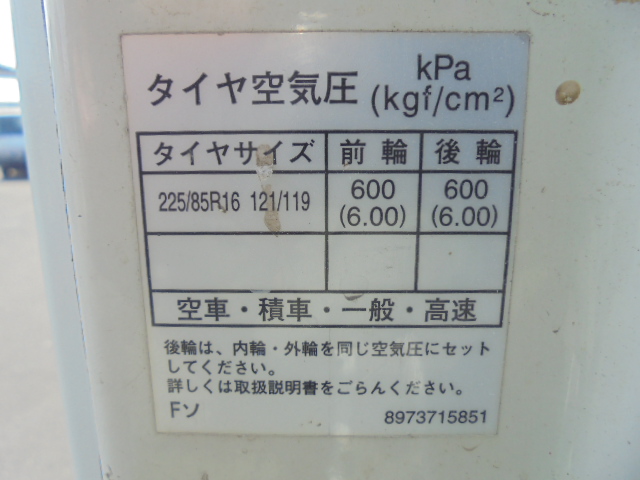 タイヤ空気圧 kPa
(kgf/cm²)
タイヤサイズ 前輪 後輪
225/85R16 121/119 600 600
(6.00) (6.00)
空車・積車・一般・高速
後輪は、内輪・外輪を同じ空気圧にセット
してください。
詳しくは取扱説明書をごらんください。
Fソ 8973715851